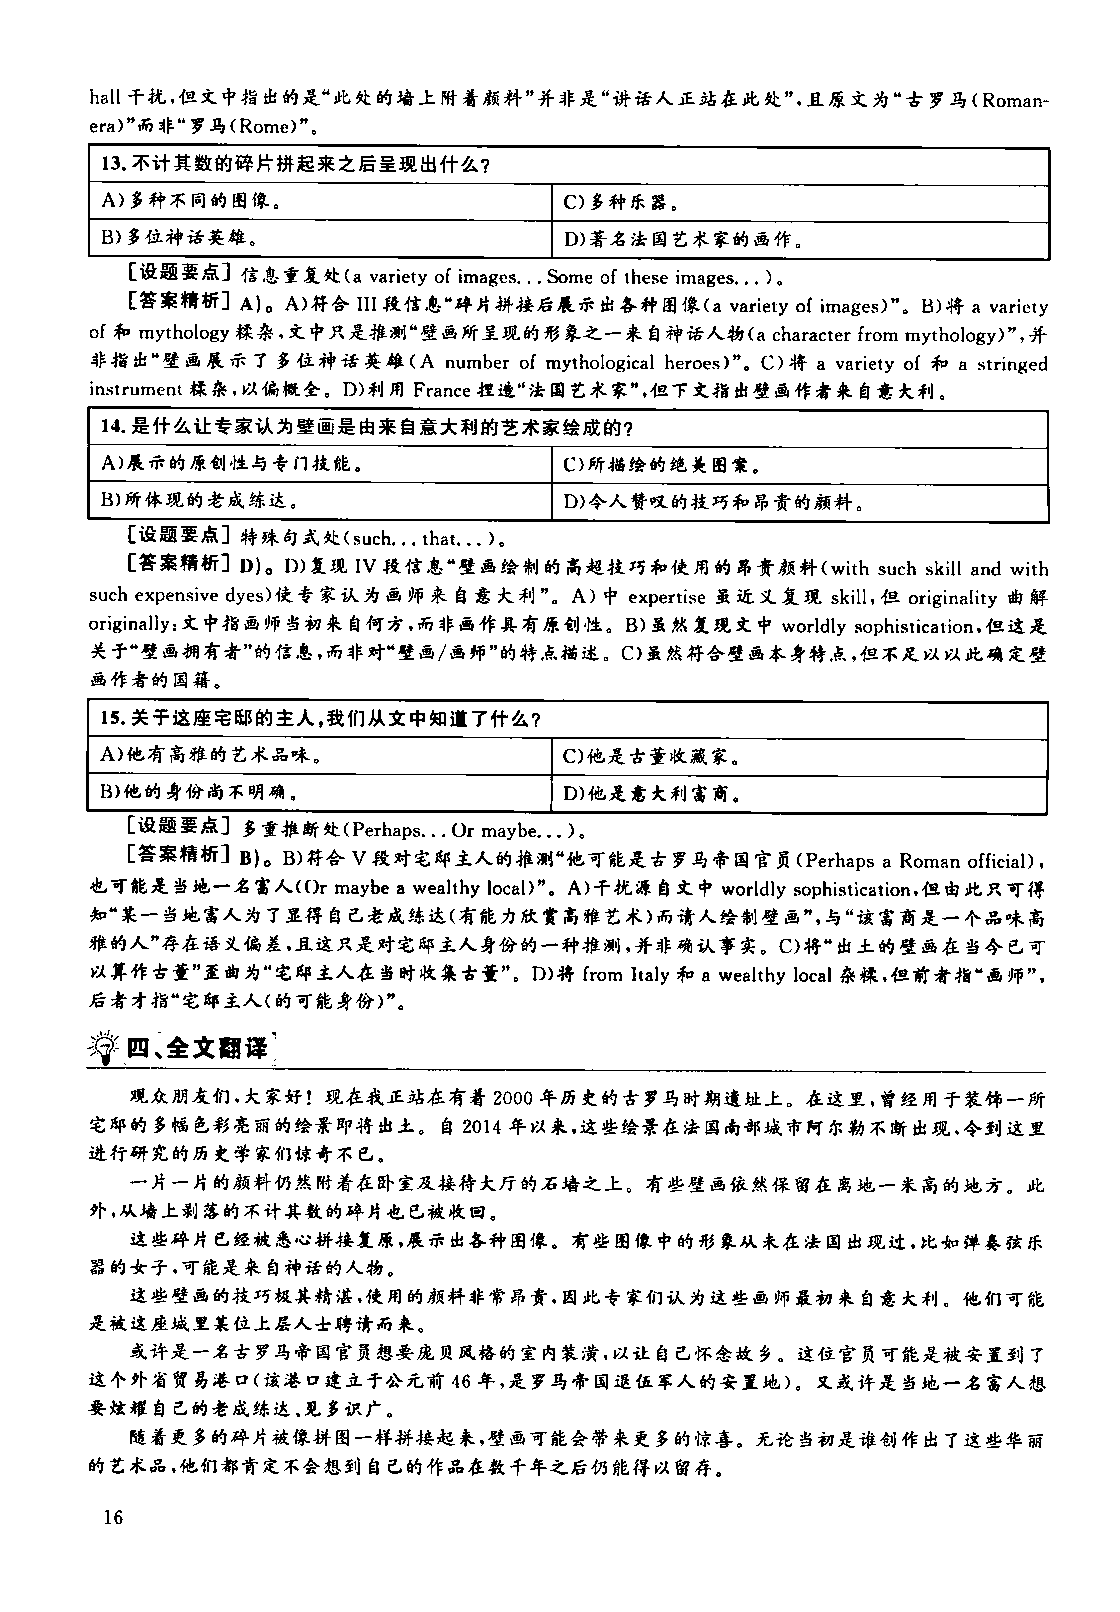 hall 干扰,但文中指出的是“此处的墙上附着颜料”并非是“讲话人正站在此处”,且原文为“古罗马(Roman-
era)”而非“罗马(Rome)”。
13.不计其数的碎片拼起来之后呈现出什么?
A)多种不同的图像。
C)多种乐器。
B)多位神话英雄。
D)著名法国艺术家的画作。
[设题要点]信息重复处(a variety of images...Some of these images...)。
[答案精析]A)。A)符合 III 段信息“碎片拼接后展示出各种图像(a variety of images)”。B)将 a variety
of 和 mythology 糅杂,文中只是推测“壁画所呈现的形象之一来自神话人物(a character from mythology)”,并
非指出“壁画展示了多位神话英雄(A number of mythological heroes)”。C)将 a variety of 和 a stringed
instrument 糅杂,以偏概全。D)利用 France 捏造“法国艺术家”,但下文指出壁画作者来自意大利。
14.是什么让专家认为壁画是由来自意大利的艺术家绘成的?
A)展示的原创性与专门技能。
C)所描绘的绝美图案。
B)所体现的老成练达。
D)令人赞叹的技巧和昂贵的颜料。
[设题要点]特殊句式处(such...that...)。
[答案精析]D)。D)复现 IV 段信息“壁画绘制的高超技巧和使用的昂贵颜料(with such skill and with
such expensive dyes)使专家认为画师来自意大利”。A)中 expertise 虽近义复现 skill,但 originality 曲解
originally;文中指画师当初来自何方,而非画作具有原创性。B)虽然复现文中 worldly sophistication,但这是
关于“壁画拥有者”的信息,而非对“壁画/画师”的特点描述。C)虽然符合壁画本身特点,但不足以以此确定壁
画作者的国籍。
15.关于这座宅邸的主人,我们从文中知道了什么?
A)他有高雅的艺术品味。
C)他是古董收藏家。
B)他的身份尚不明确。
D)他是意大利富商。
[设题要点]多重推断处(Perhaps...Or maybe...)。
[答案精析]B)。B)符合 V 段对宅邸主人的推测“他可能是古罗马帝国官员(Perhaps a Roman official),
也可能是当地一名富人(Or maybe a wealthy local)”。A)干扰源自文中 worldly sophistication,但由此只可得
知“某一当地富人为了显得自己老成练达(有能力欣赏高雅艺术)而请人绘制壁画”,与“该富商是一个品味高
雅的人”存在语义偏差,且这只是对宅邸主人身份的一种推测,并非确认事实。C)将“出土的壁画在当今已可
以算作古董”歪曲为“宅邸主人在当时收集古董”。D)将 from Italy 和 a wealthy local 杂糅,但前者指“画师”,
后者才指“宅邸主人(的可能身份)”。
四、全文翻译
观众朋友们,大家好!现在我正站在有着 2000 年历史的古罗马时期遗址上。在这里,曾经用于装饰一所
宅邸的多幅色彩亮丽的绘景即将出土。自 2014 年以来,这些绘景在法国南部城市阿尔勒不断出现,令到这里
进行研究的历史学家们惊奇不已。
一片一片的颜料仍然附着在卧室及接待大厅的石墙之上。有些壁画依然保留在离地一米高的地方。此
外,从墙上剥落的不计其数的碎片也已被收回。
这些碎片已经被悉心拼接复原,展示出各种图像。有些图像中的形象从未在法国出现过,比如弹奏弦乐
器的女子,可能是来自神话的人物。
这些壁画的技巧极其精湛,使用的颜料非常昂贵,因此专家们认为这些画师最初来自意大利。他们可能
是被这座城里某位上层人士聘请而来。
或许是一名古罗马帝国官员想要庞贝风格的室内装潢,以让自己怀念故乡。这位官员可能是被安置到了
这个外省贸易港口(该港口建立于公元前 46 年,是罗马帝国退伍军人的安置地)。又或许是当地一名富人想
要炫耀自己的老成练达、见多识广。
随着更多的碎片被像拼图一样拼接起来,壁画可能会带来更多的惊喜。无论当初是谁创作出了这些华丽
的艺术品,他们都肯定不会想到自己的作品在数千年之后仍能得以留存。
16